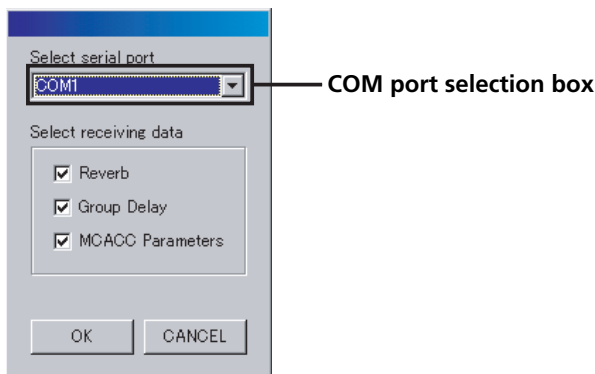 Select serial port
COM1
COM port selection box
Select receiving data
Reverb
Group Delay
MCACC Parameters
OK
CANCEL